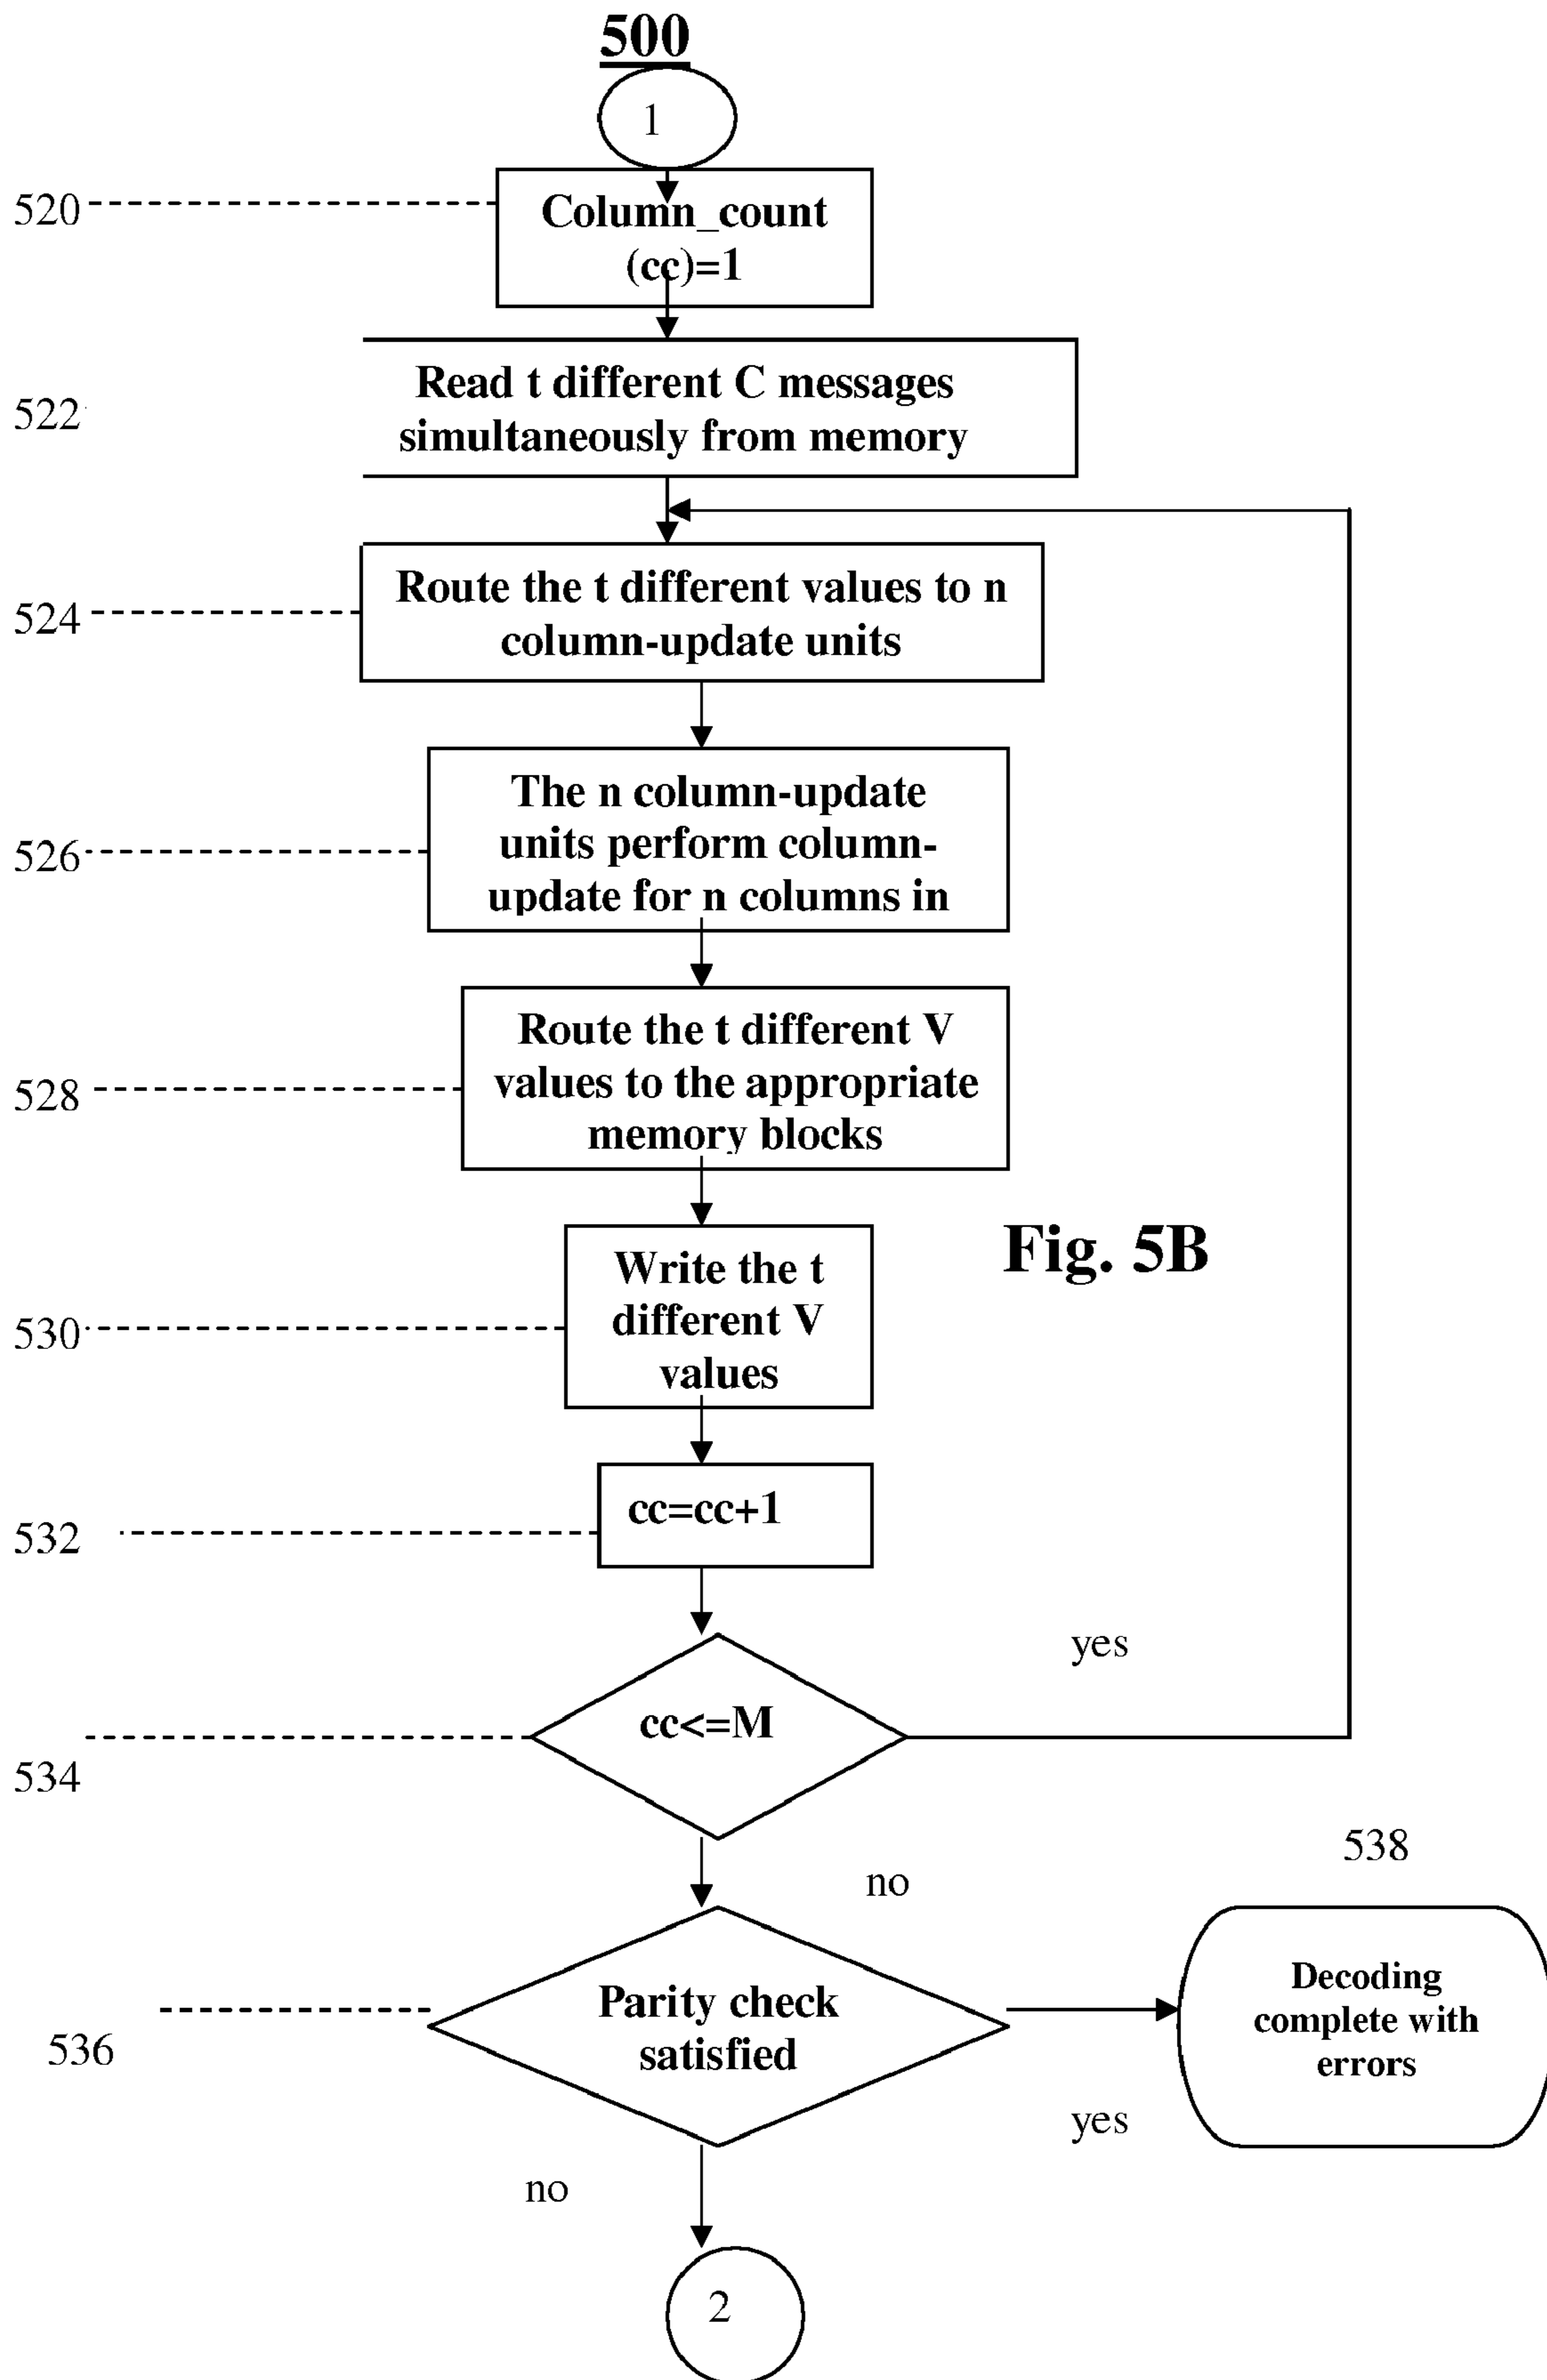 500
1
520
Column_count
(cc)=1
522
Read t different C messages
simultaneously from memory
524
Route the t different values to n
column-update units
526
The n column-update
units perform column-
update for n columns in
528
Route the t different V
values to the appropriate
memory blocks
Fig. 5B
530
Write the t
different V
values
532
cc=cc+1
yes
534
cc<=M
no
538
536
Parity check
satisfied
Decoding
complete with
errors
yes
no
2